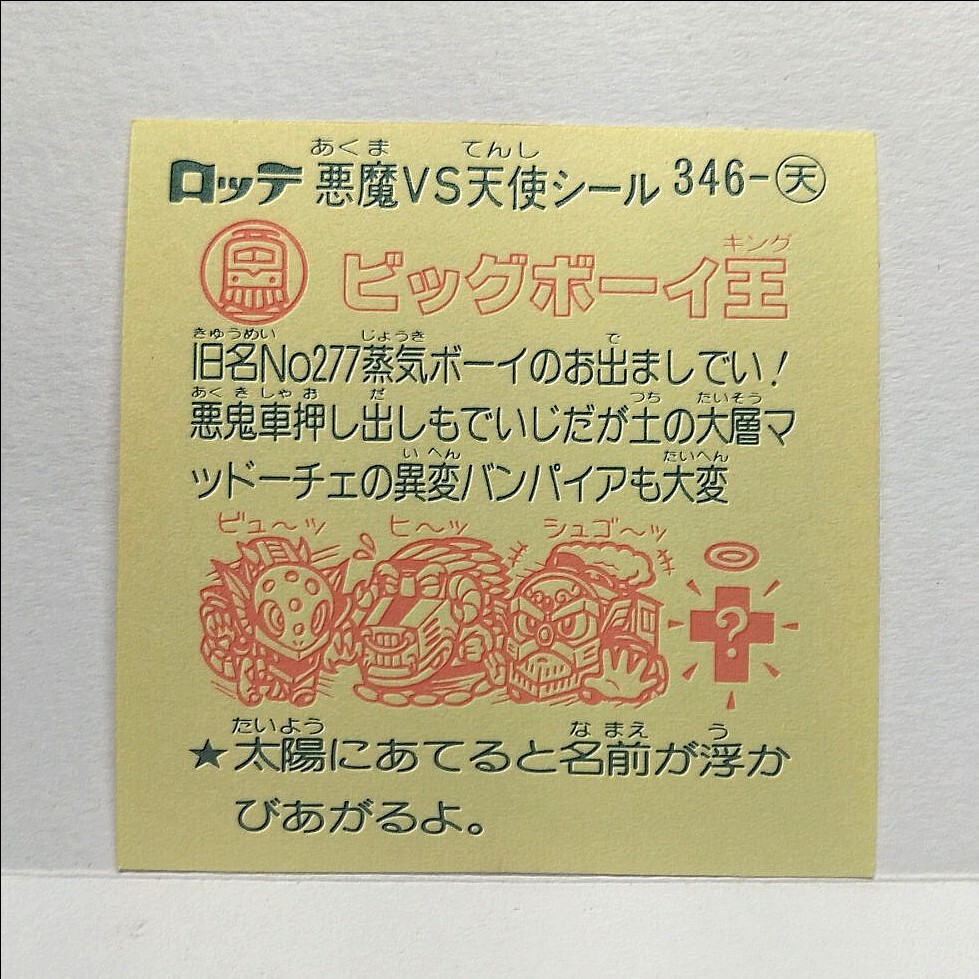 あくま てんし
ロッテ 悪魔VS天使シール 346-天
キング
ビッグボーイ王
きゅうめい じょうき で
旧名No277蒸気ボーイのお出ましでい!
あくきしゃお だ つち たいそう
悪鬼車押し出しもでいじだが土の大層マ
いへん たいへん
ッドーチェの異変バンパイアも大変
ビュ〜ッ ヒ〜ッ シュゴ〜ッ
?
たいよう なまえ う
★太陽にあてると名前が浮か
びあがるよ。